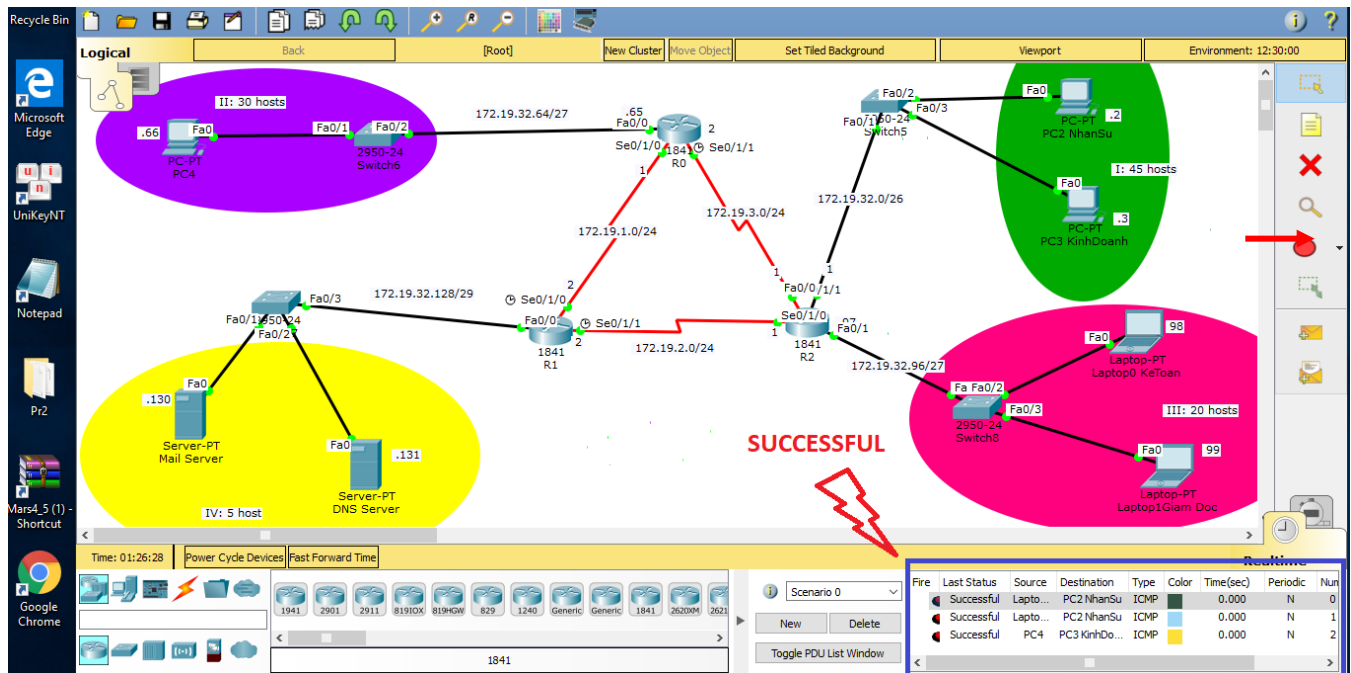 Recycle Bin
Logical
Back
[Root]
New Cluster
Move Object
Set Tiled Background
Viewport
Environment: 12:30:00
Microsoft
Edge
UniKeyNT
Notepad
Pr2
Mars4_5 (1) -
Shortcut
Google
Chrome
II: 30 hosts
.66
Fa0
Fa0/1
Fa0/2
PC-PT
PC4
2950-24
Switch6
172.19.32.64/27
.65
Fa0/0
2
Se0/1/0
1841
Se0/1/1
R0
1
172.19.1.0/24
172.19.3.0/24
2
1
Fa0/2
Fa0/3
Fa0/1
Switch5
172.19.32.0/26
1
Fa0
.2
PC-PT
PC2 NhanSu
I: 45 hosts
Fa0
.3
PC-PT
PC3 KinhDoanh
Fa0/3
172.19.32.128/29
Fa0/1
Fa0/2
Se0/1/0
Fa0/0
Se0/1/1
2
1841
R1
172.19.2.0/24
Fa0/0
/1/1
Se0/1/0
1
Fa0/1
1841
R2
172.19.32.96/27
Fa0
.130
Server-PT
Mail Server
Fa0
.131
Server-PT
DNS Server
IV: 5 host
Fa0
98
Laptop-PT
Laptop0 KeToan
Fa
Fa0/2
Fa0/3
2950-24
Switch8
III: 20 hosts
Fa0
99
Laptop-PT
Laptop1Giam Doc
SUCCESSFUL
Time: 01:26:28
Power Cycle Devices
Fast Forward Time
Realtime
1941
2901
2911
819IOX
819HGW
829
1240
Generic
Generic
1841
2620XM
2621
1841
Scenario 0
New
Delete
Toggle PDU List Window
Fire Last Status Source Destination Type Color Time(sec) Periodic Num
Successful Lapto... PC2 NhanSu ICMP 0.000 N 0
Successful Lapto... PC2 NhanSu ICMP 0.000 N 1
Successful PC4 PC3 KinhDo... ICMP 0.000 N 2